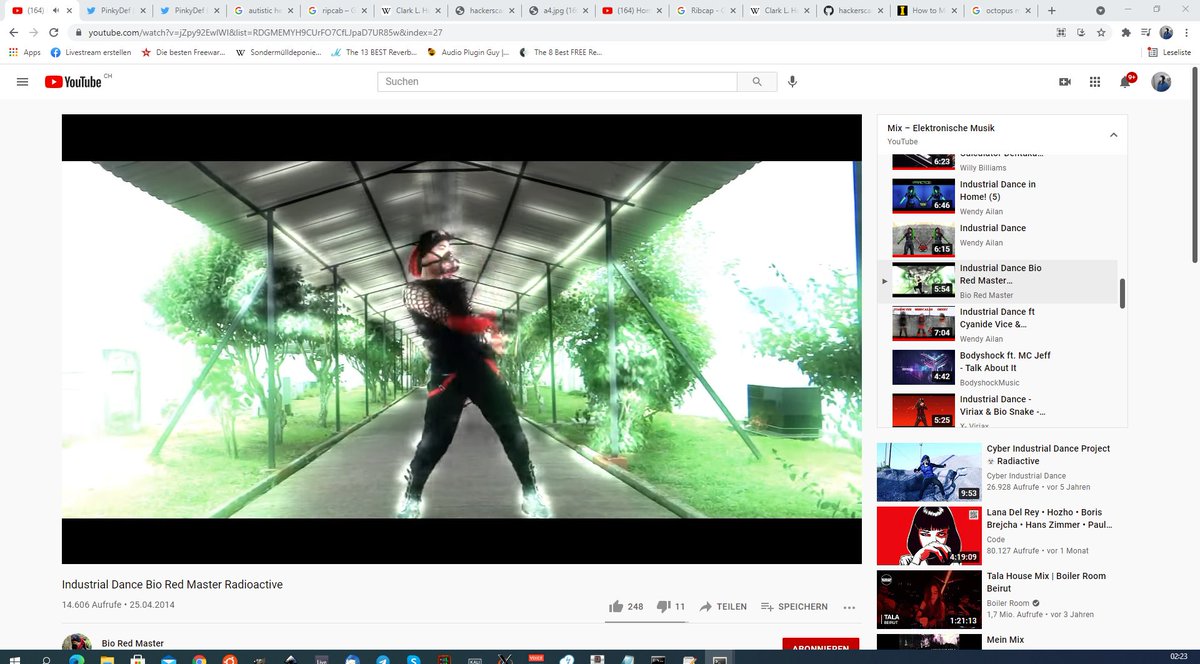 (164)
PinkyDef
PinkyDef
autistic he
ripcab – G
Clark L. H
hackersca
a4.jpg (16
(164) Hom
Ribcap - G
Clark L. H
hackersca
How to M
octopus m
youtube.com/watch?v=jZpy92EwlWI&list=RDGMEMYH9CUrFO7CfLJpaD7UR85w&index=27
Apps
Livestream erstellen
Die besten Freewar...
Sondermülldeponie...
The 13 BEST Reverb...
Audio Plugin Guy |...
The 8 Best FREE Re...
Leseliste
YouTube CH
Suchen
9+
Mix – Elektronische Musik
YouTube
6:23
Willy Billiams
Industrial Dance in
Home! (5)
6:46
Wendy Ailan
Industrial Dance
6:15
Wendy Ailan
Industrial Dance Bio
Red Master...
5:54
Bio Red Master
Industrial Dance ft
Cyanide Vice &...
7:04
Wendy Ailan
Bodyshock ft. MC Jeff
- Talk About It
4:42
BodyshockMusic
Industrial Dance -
Viriax & Bio Snake -...
5:25
X- Viriax
Cyber Industrial Dance Project
☣ Radiactive
Cyber Industrial Dance
26.928 Aufrufe • vor 5 Jahren
9:53
Lana Del Rey • Hozho • Boris
Brejcha • Hans Zimmer • Paul...
Code
80.127 Aufrufe • vor 1 Monat
4:19:09
Tala House Mix | Boiler Room
Beirut
Boiler Room
1,7 Mio. Aufrufe • vor 3 Jahren
TALA
BEIRUT
1:21:13
Mein Mix
Industrial Dance Bio Red Master Radioactive
14.606 Aufrufe • 25.04.2014
248
11
TEILEN
SPEICHERN
Bio Red Master
ABONNIEREN
02:23